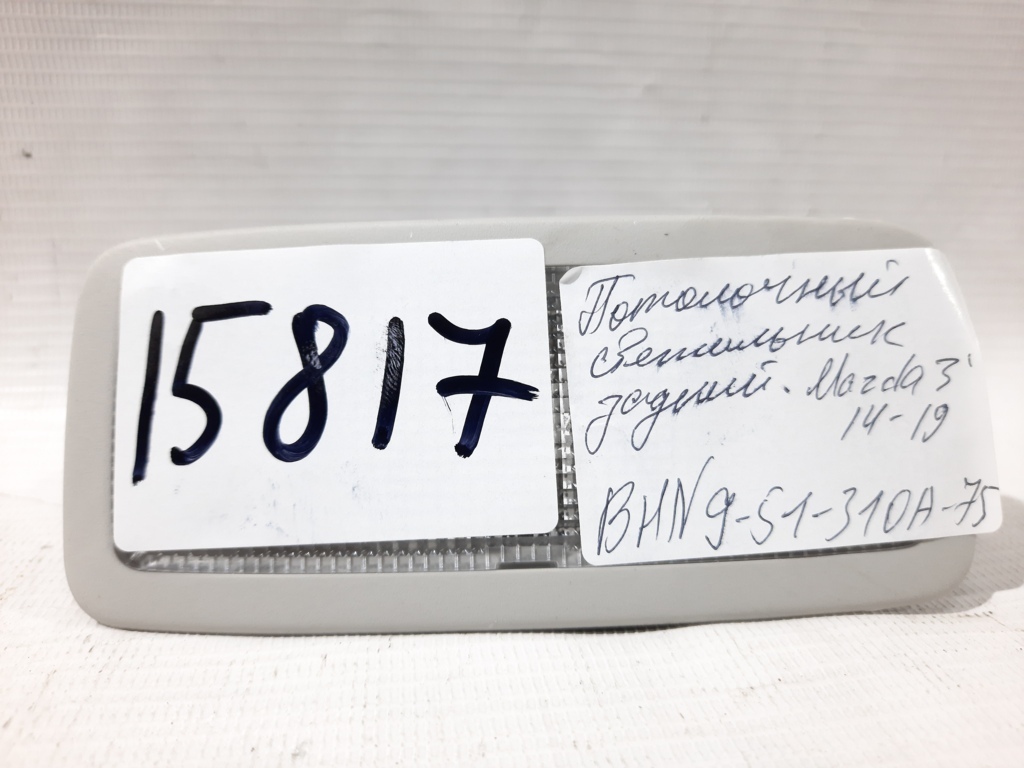 15817
Потолочный
светильник
задний. Mazda 3
14-19
BHN9-51-310A-75